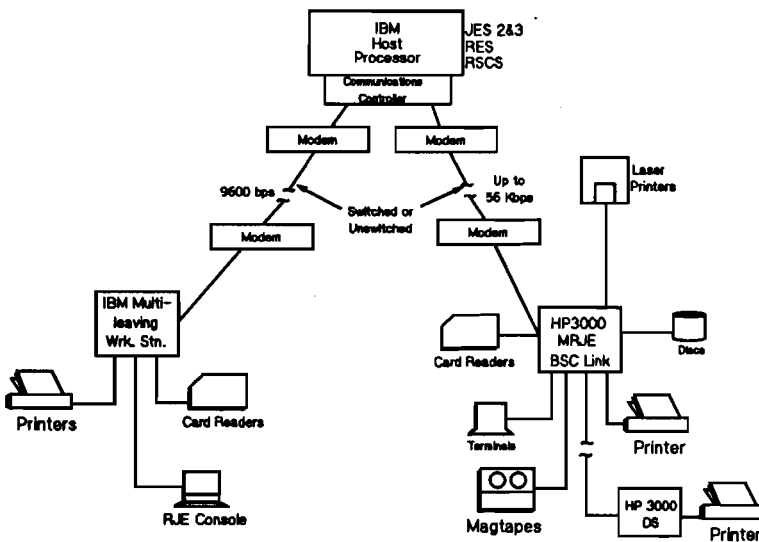 IBM
Host
Processor
JES 2&3
RES
RSCS
Communications
Controller
Modem
Modem
9600 bps
Switched or
Unswitched
Up to
56 Kbps
Laser
Printers
Modem
Modem
IBM Multi-
leaving
Wrk. Stn.
HP3000
MRJE
BSC Link
Card Readers
Discs
Printers
Card Readers
Terminals
Printer
RJE Console
Magtapes
HP 3000
DS
Printer